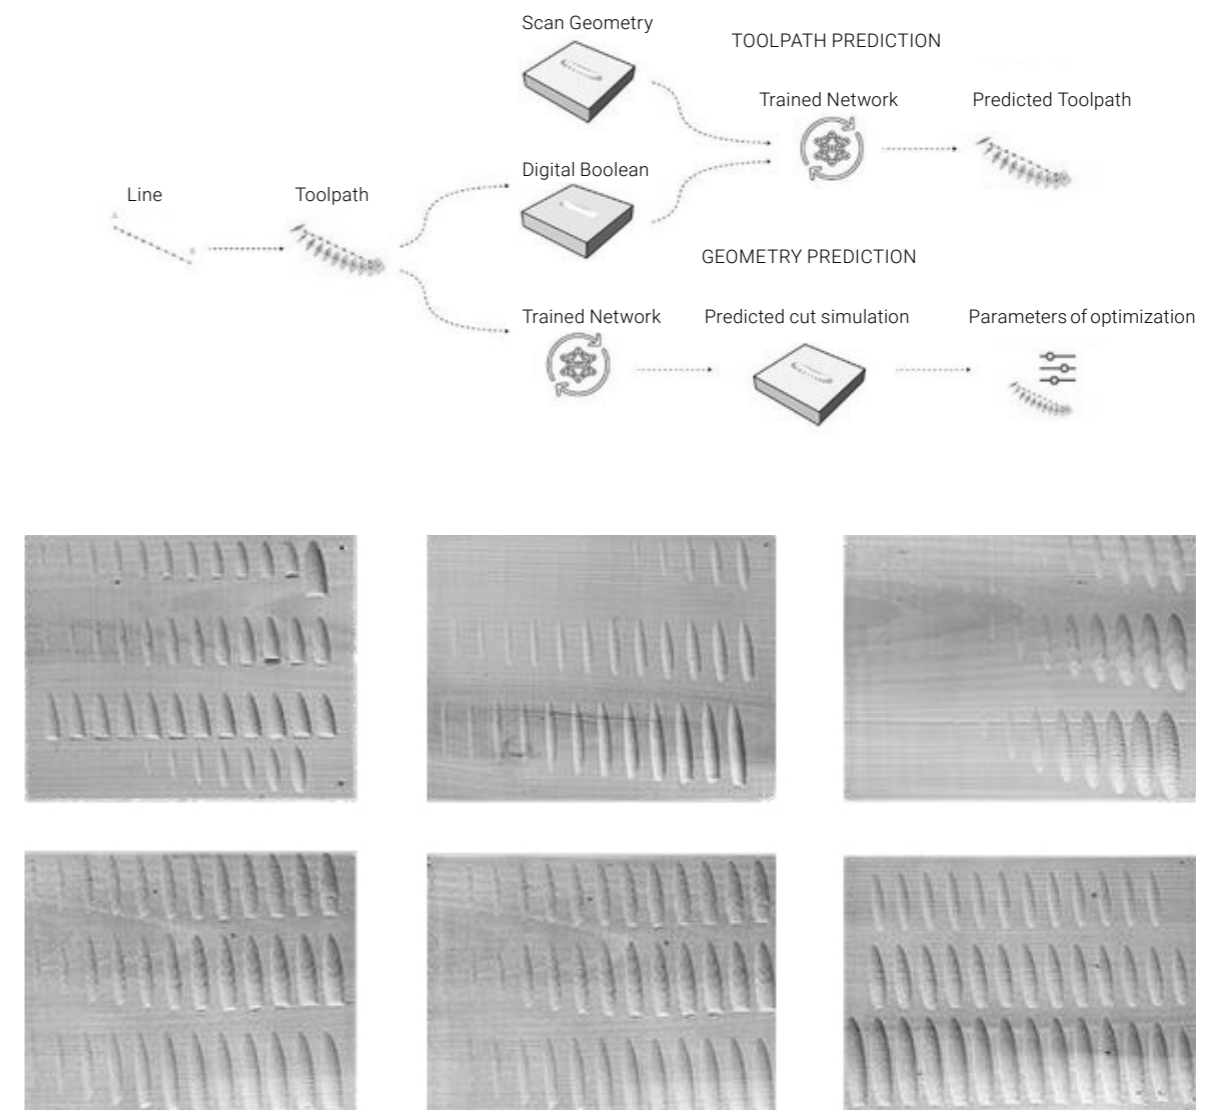 Scan Geometry
TOOLPATH PREDICTION
Trained Network
Predicted Toolpath
Digital Boolean
Line
Toolpath
GEOMETRY PREDICTION
Trained Network
Predicted cut simulation
Parameters of optimization